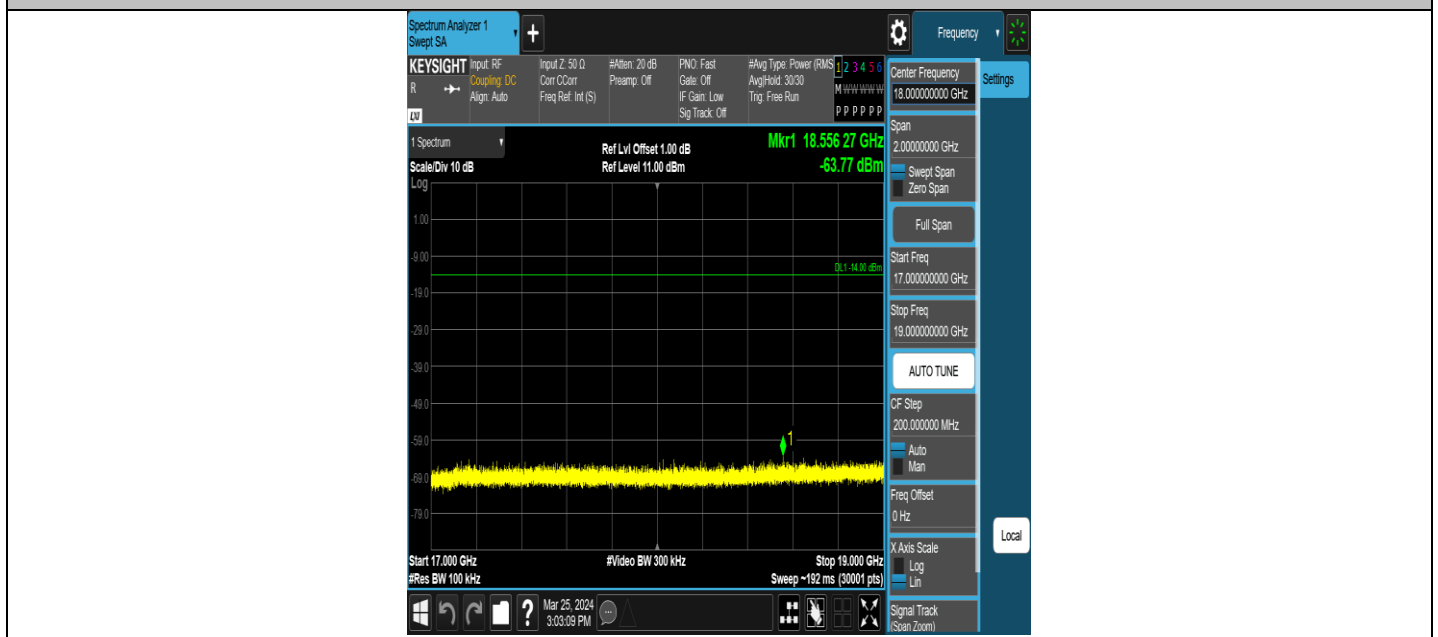 Spectrum Analyzer 1
Swept SA
+
Frequency
KEYSIGHT
R
LXI
Input: RF
Coupling: DC
Align: Auto
Input Z: 50 Ω
Corr CCorr
Freq Ref: Int (S)
#Atten: 20 dB
Preamp: Off
PNO: Fast
Gate: Off
IF Gain: Low
Sig Track: Off
#Avg Type: Power (RMS
Avg|Hold: 30/30
Trig: Free Run
1 2 3 4 5 6
M W W W W W
P P P P P P
1 Spectrum
Scale/Div 10 dB
Log
Ref Lvl Offset 1.00 dB
Ref Level 11.00 dBm
Mkr1 18.556 27 GHz
-63.77 dBm
1.00
-9.00
DL1 -14.00 dBm
-19.0
-29.0
-39.0
-49.0
-59.0
1
-69.0
-79.0
Start 17.000 GHz
#Res BW 100 kHz
#Video BW 300 kHz
Stop 19.000 GHz
Sweep ~192 ms (30001 pts)
Center Frequency
18.00000000 GHz
Settings
Span
2.00000000 GHz
Swept Span
Zero Span
Full Span
Start Freq
17.000000000 GHz
Stop Freq
19.000000000 GHz
AUTO TUNE
CF Step
200.000000 MHz
Auto
Man
Freq Offset
0 Hz
X Axis Scale
Log
Lin
Local
Signal Track
(Span Zoom)
?
Mar 25, 2024
3:03:09 PM